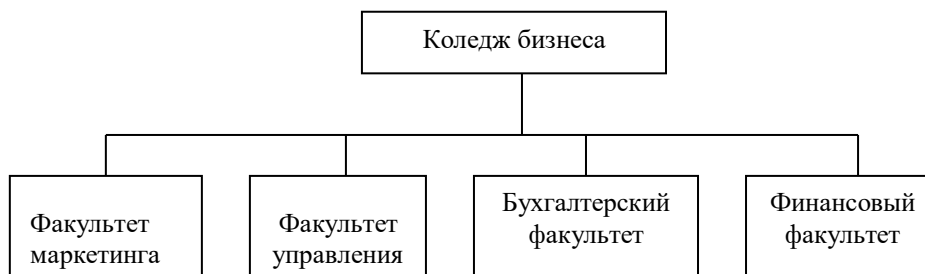 Коледж бизнеса
Факультет
маркетинга
Факультет
управления
Бухгалтерский
факультет
Финансовый
факультет